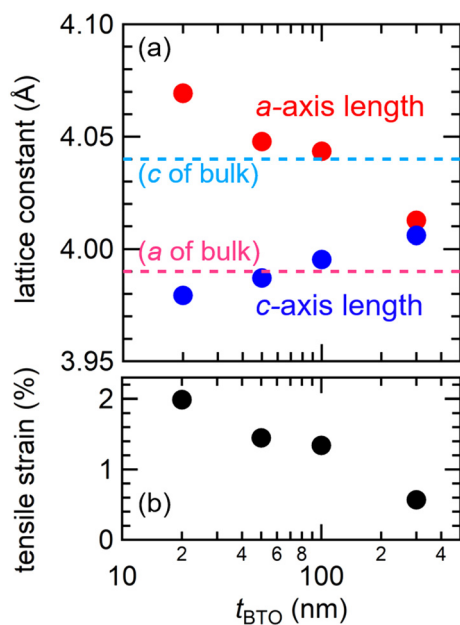 4.10
(a)
a-axis length
4.05
(c of bulk)
lattice constant (Å)
4.00
(a of bulk)
c-axis length
3.95
tensile strain (%)
2
1
(b)
0
2 4 6 8 2 4
10 100
tBTO (nm)